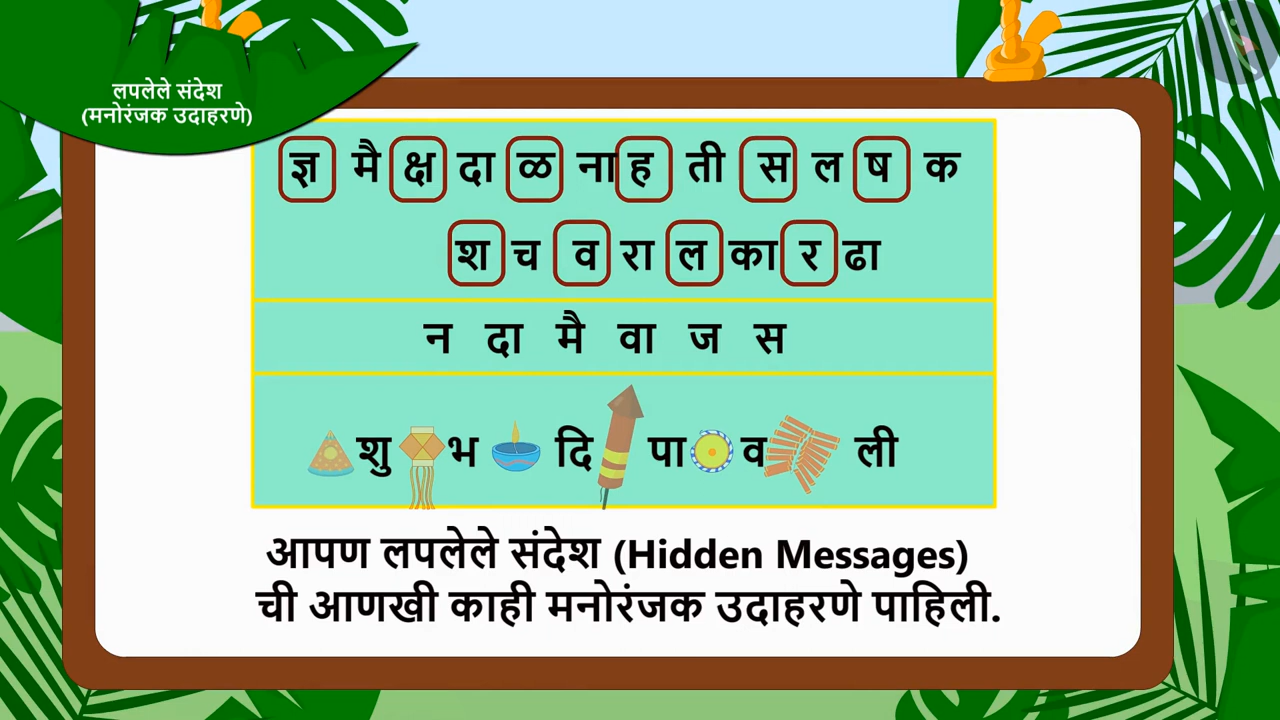 लपलेले संदेश
(मनोरंजक उदाहरणे)
ज्ञ मै क्ष दा ळ ना ह ती स ल ष क
श च व रा ल का र ढा
न दा मै वा ज स
शु भ दि पा व ली
आपण लपलेले संदेश (Hidden Messages)
ची आणखी काही मनोरंजक उदाहरणे पाहिली.